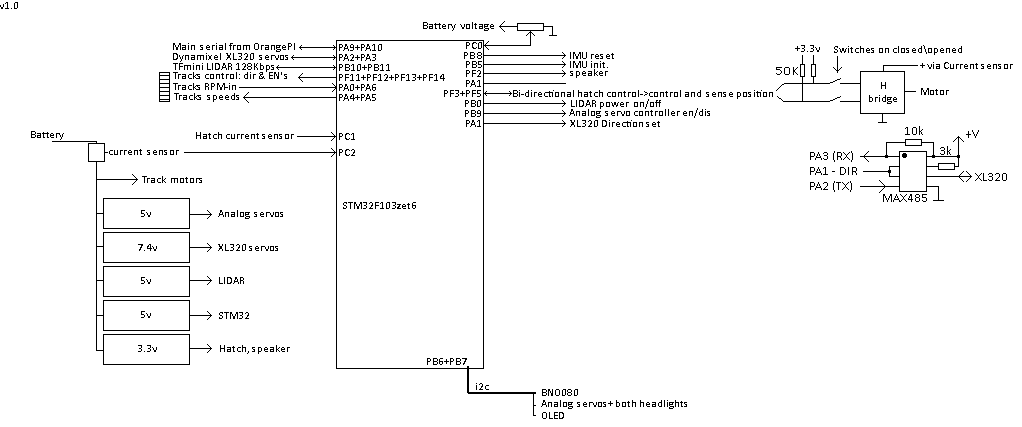 v1.0
Battery voltage
Main serial from OrangePI
Dynamixel XL320 servos
TFmini LIDAR 128Kbps
Tracks control: dir & EN's
Tracks RPM-in
Tracks speeds
PA9+PA10
PA2+PA3
PB10+PB11
PF11+PF12+PF13+PF14
PA0+PA6
PA4+PA5
PC0
PB8
PB5
PF2
PA1
PF3+PF5
PB0
PB9
PA1
IMU reset
IMU init.
speaker
Bi-directional hatch control->control and sense position
LIDAR power on/off
Analog servo controller en/dis
XL320 Direction set
+3.3v
Switches on closed\opened
50K
+via Current sensor
H
bridge
Motor
Hatch current sensor
PC1
Battery
current sensor
PC2
Track motors
STM32F103zet6
5v
Analog servos
7.4v
XL320 servos
5v
LIDAR
5v
STM32
3.3v
Hatch, speaker
10k
+V
3k
PA3 (RX)
PA1 - DIR
PA2 (TX)
XL320
MAX485
PB6+PB7
i2c
BNO080
Analog servos+ both headlights
OLED